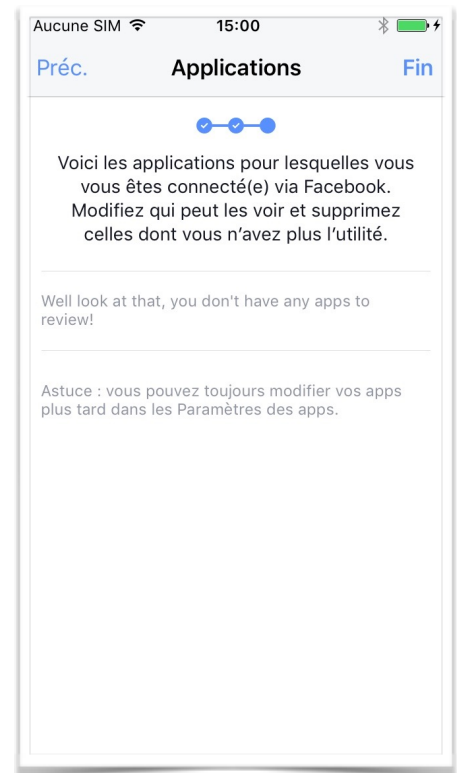 Aucune SIM 15:00
Préc. Applications Fin
Voici les applications pour lesquelles vous
vous êtes connecté(e) via Facebook.
Modifiez qui peut les voir et supprimez
celles dont vous n’avez plus l’utilité.
Well look at that, you don't have any apps to
review!
Astuce : vous pouvez toujours modifier vos apps
plus tard dans les Paramètres des apps.